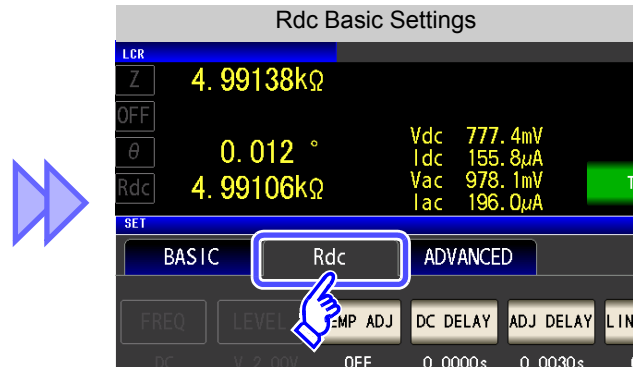 Rdc Basic Settings
LCR
Z 4.99138kΩ
OFF
θ 0.012 ° Vdc 777.4mV
Idc 155.8µA
Rdc 4.99106kΩ Vac 978.1mV
Iac 196.0µA
SET
BASIC Rdc ADVANCED
FREQ LEVEL ADJ DC DELAY ADJ DELAY
DC V 2.00V OFF 0.0000s 0.0030s